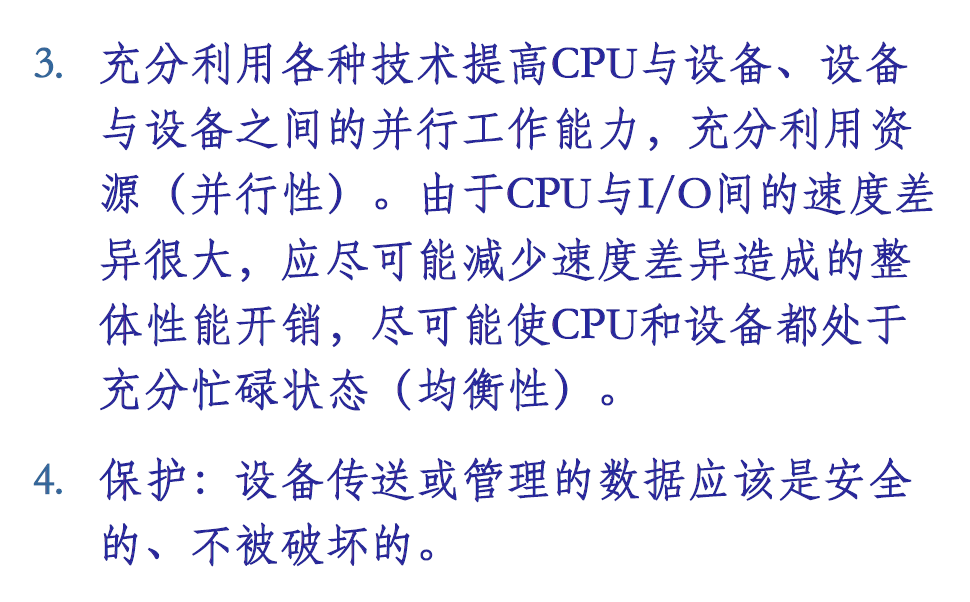 3. 充分利用各种技术提高CPU与设备、设备
与设备之间的并行工作能力，充分利用资
源（并行性）。由于CPU与I/O间的速度差
异很大，应尽可能减少速度差异造成的整
体性能开销，尽可能使CPU和设备都处于
充分忙碌状态（均衡性）。
4. 保护：设备传送或管理的数据应该是安全
的、不被破坏的。